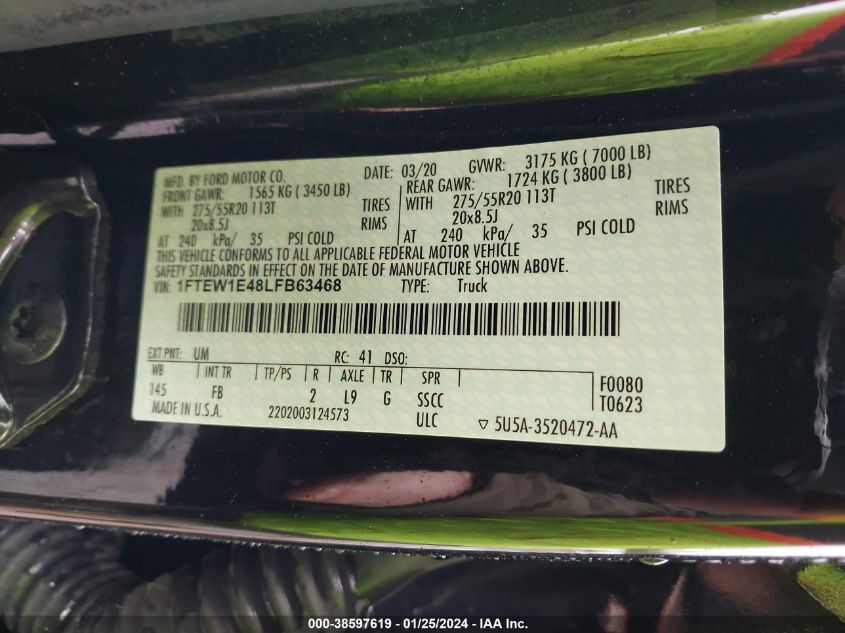 MFD. BY FORD MOTOR CO. DATE: 03/20 GVWR: 3175 KG ( 7000 LB)
FRONT GAWR: 1565 KG ( 3450 LB) REAR GAWR: 1724 KG ( 3800 LB)
WITH 275/55R20 113T TIRES WITH 275/55R20 113T TIRES
20x8.5J RIMS 20x8.5J RIMS
AT 240 kPa/ 35 PSI COLD AT 240 kPa/ 35 PSI COLD
THIS VEHICLE CONFORMS TO ALL APPLICABLE FEDERAL MOTOR VEHICLE
SAFETY STANDARDS IN EFFECT ON THE DATE OF MANUFACTURE SHOWN ABOVE.
VIN: 1FTEW1E48LFB63468 TYPE: Truck
EXT PNT: UM RC: 41 DSO:
WB INT TR TP/PS R AXLE TR SPR F0080
145 FB 2 L9 G SSCC T0623
MADE IN U.S.A. 2202003124573 ULC ▽ 5U5A-3520472-AA
000-38597619 - 01/25/2024 - IAA Inc.